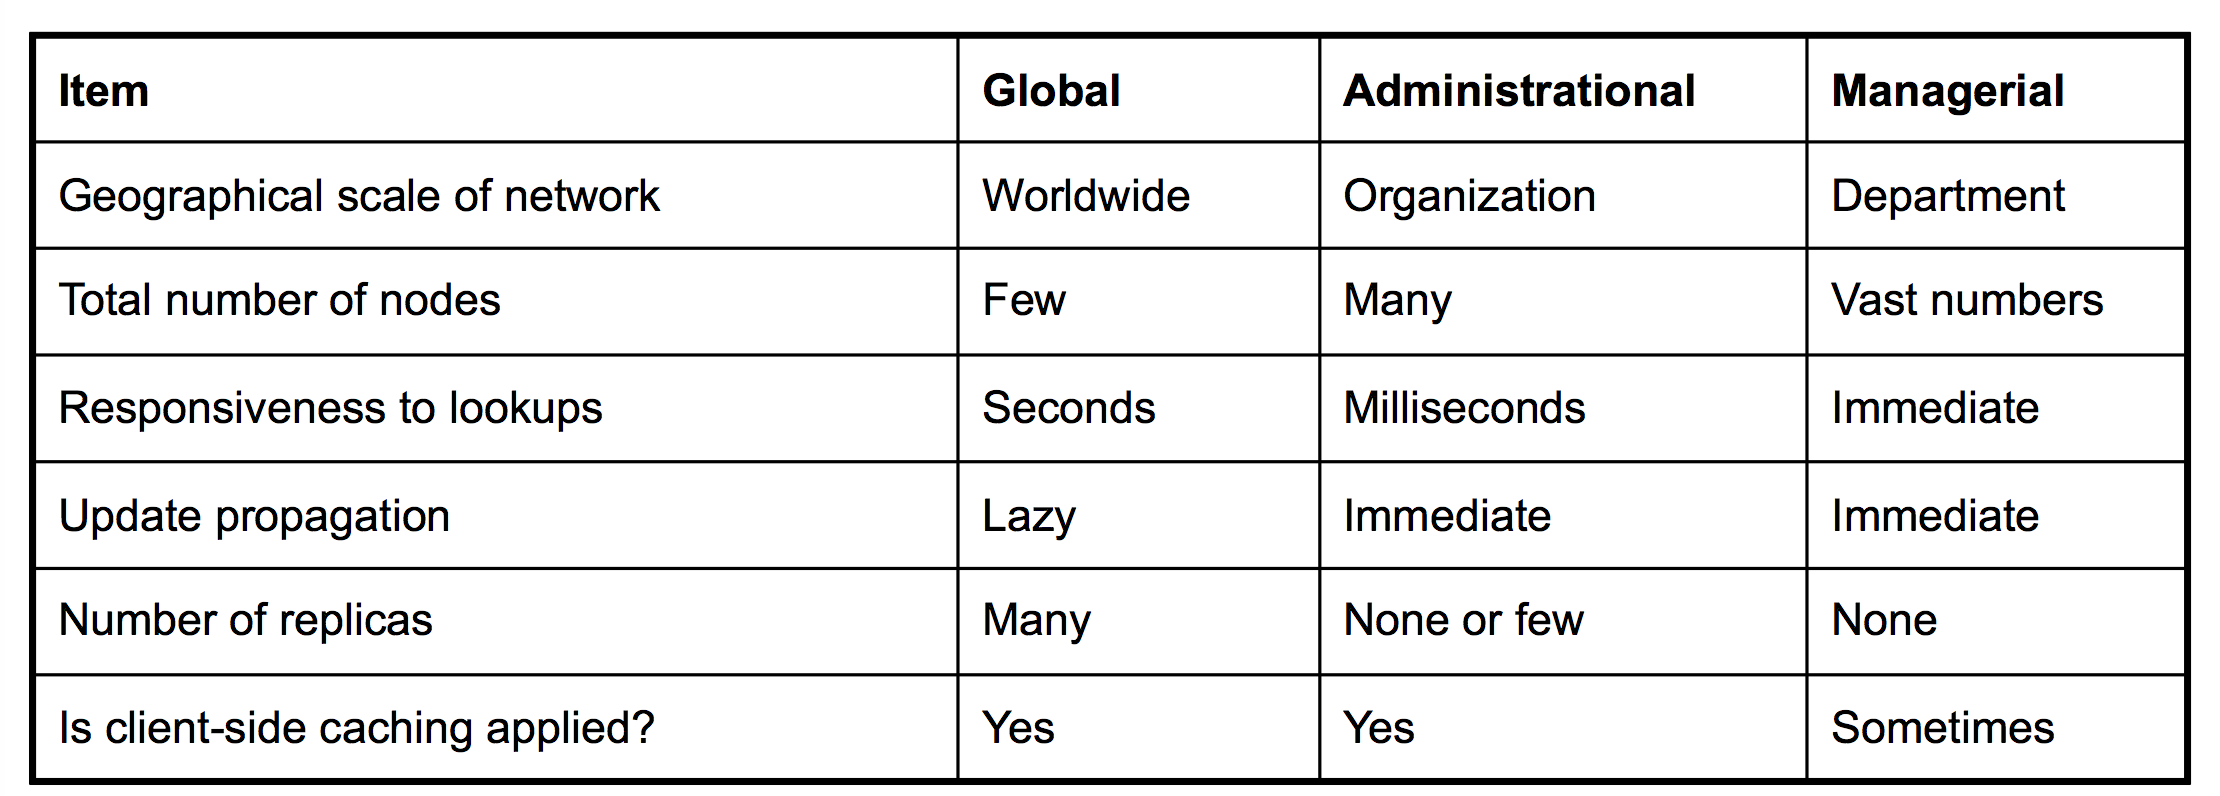 Item Global Administrational Managerial
Geographical scale of network Worldwide Organization Department
Total number of nodes Few Many Vast numbers
Responsiveness to lookups Seconds Milliseconds Immediate
Update propagation Lazy Immediate Immediate
Number of replicas Many None or few None
Is client-side caching applied? Yes Yes Sometimes